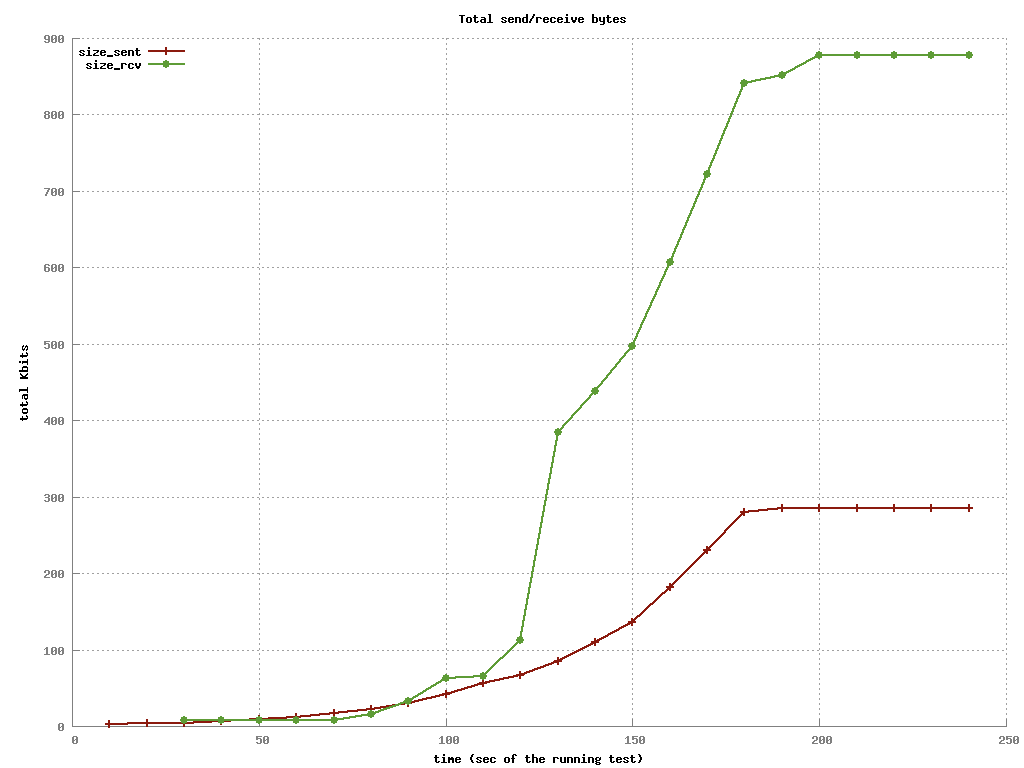 Total send/receive bytes
size_sent
size_rcv
900
800
700
600
500
400
300
200
100
0
total Kbits
0 50 100 150 200 250
time (sec of the running test)